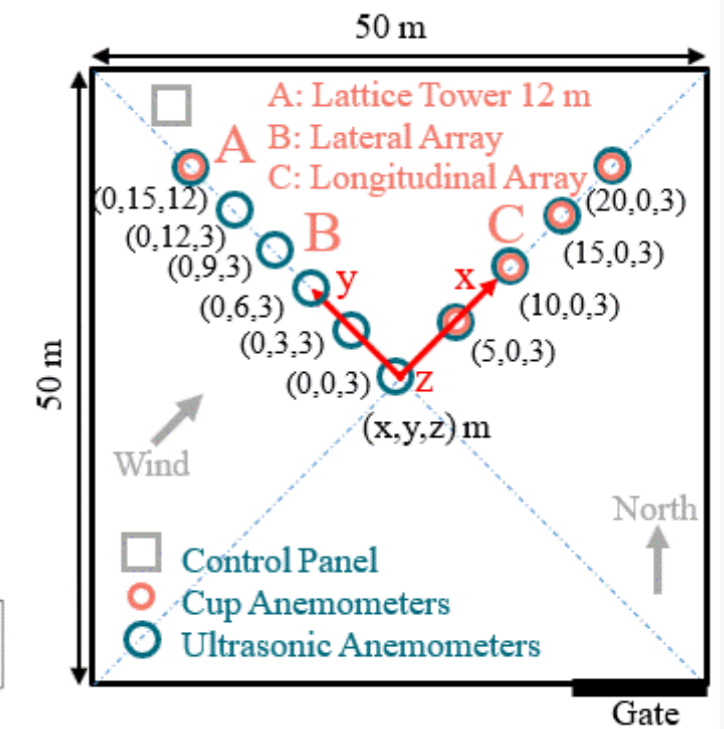 50 m
A: Lattice Tower 12 m
A
B: Lateral Array
C: Longitudinal Array
(0,15,12)
(20,0,3)
(0,12,3)
B
C
(15,0,3)
(0,9,3)
y
x
(0,6,3)
(10,0,3)
(0,3,3)
(5,0,3)
50 m
(0,0,3)
z
(x,y,z) m
Wind
North
Control Panel
Cup Anemometers
Ultrasonic Anemometers
Gate